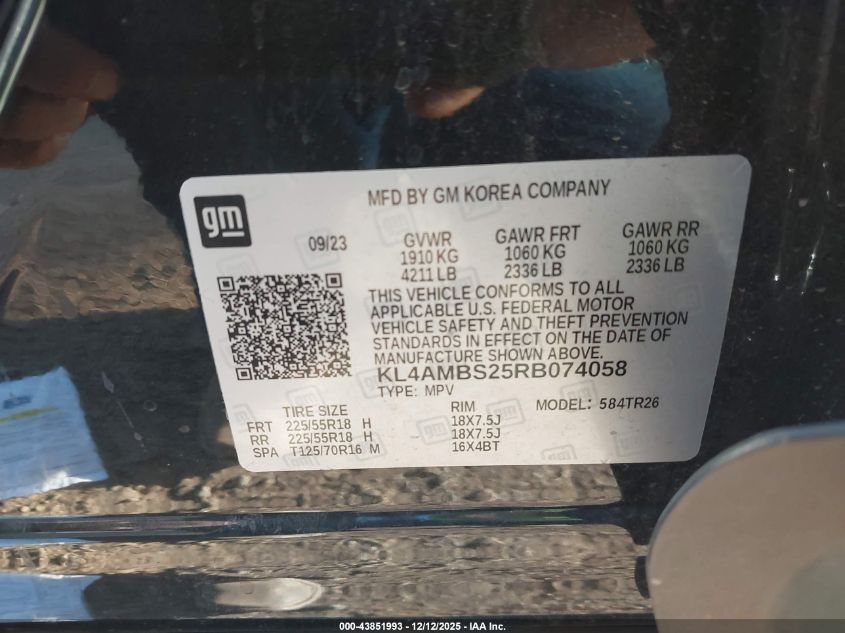 gm
MFD BY GM KOREA COMPANY
09/23 GVWR GAWR FRT GAWR RR
1910 KG 1060 KG 1060 KG
4211 LB 2336 LB 2336 LB
THIS VEHICLE CONFORMS TO ALL
APPLICABLE U.S. FEDERAL MOTOR
VEHICLE SAFETY AND THEFT PREVENTION
STANDARDS IN EFFECT ON THE DATE OF
MANUFACTURE SHOWN ABOVE.
KL4AMBS25RB074058
TYPE: MPV MODEL: 584TR26
TIRE SIZE RIM
FRT 225/55R18 H 18X7.5J
RR 225/55R18 H 18X7.5J
SPA T125/70R16 M 16X4BT
000-43851993 - 12/12/2025 - IAA Inc.